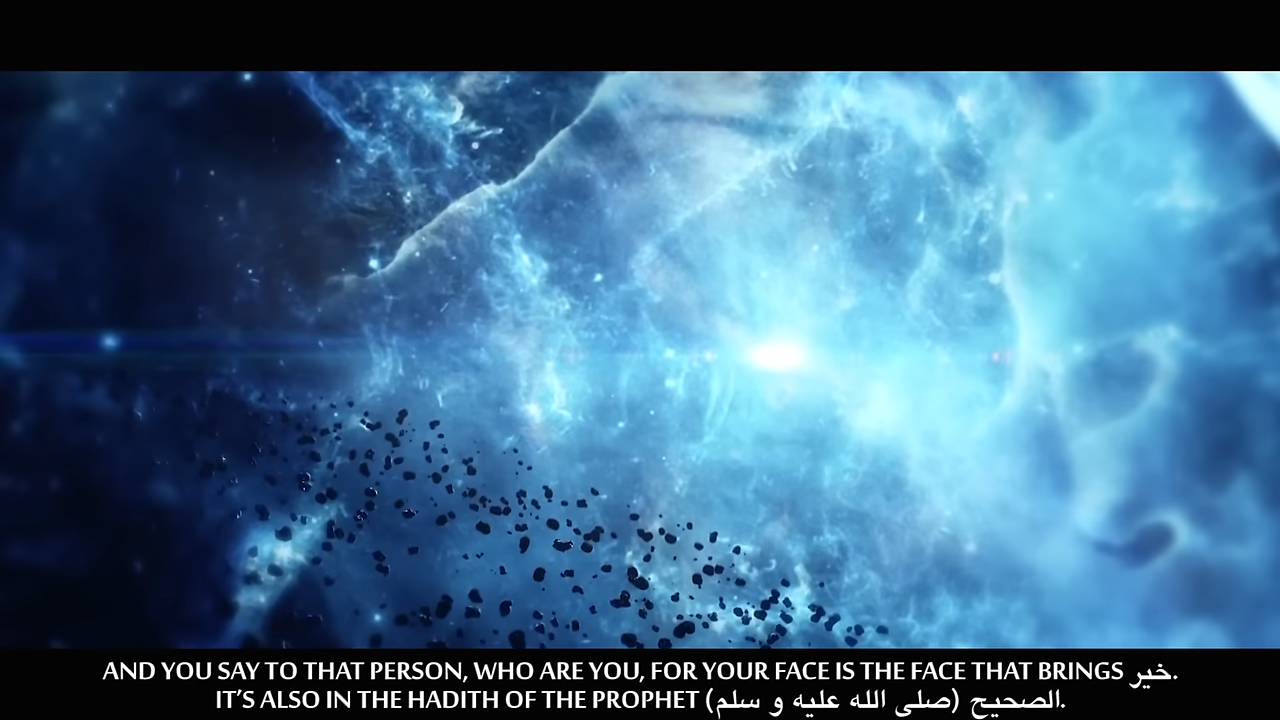 AND YOU SAY TO THAT PERSON, WHO ARE YOU, FOR YOUR FACE IS THE FACE THAT BRINGS خير.
IT'S ALSO IN THE HADITH OF THE PROPHET (صلى الله عليه و سلم) الصحيح.